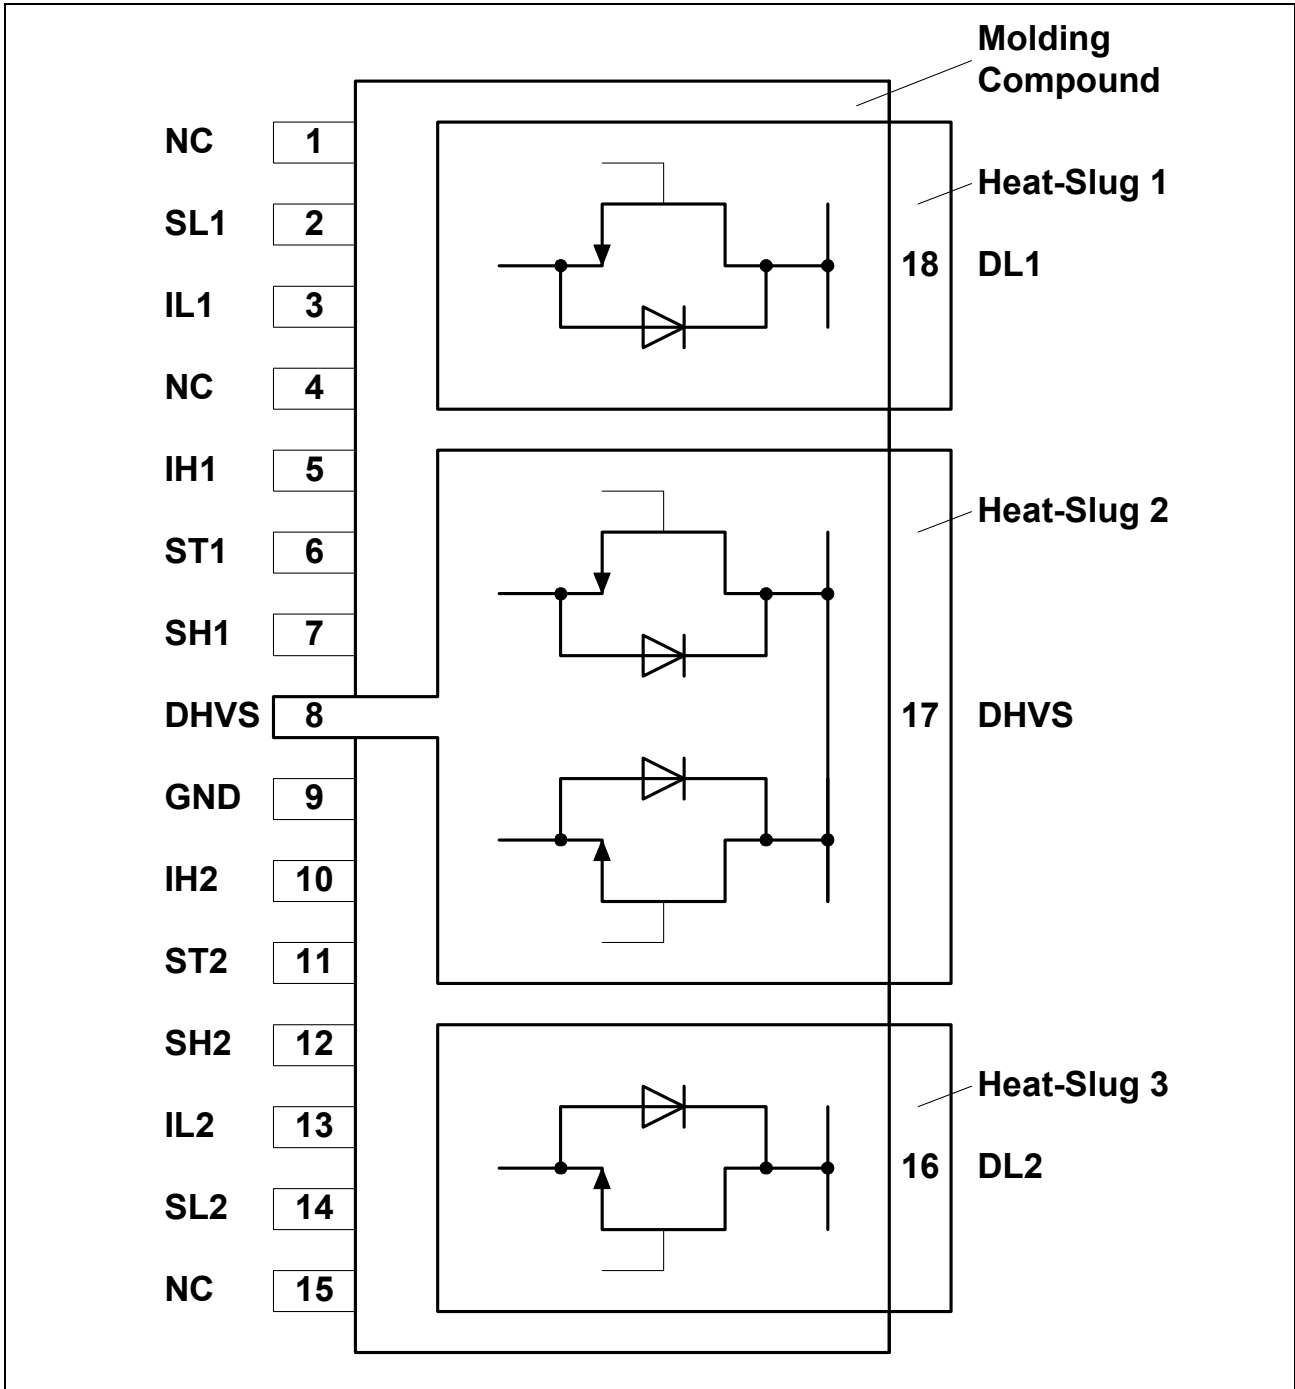 Molding
Compound
NC 1
SL1 2
IL1 3
NC 4
IH1 5
ST1 6
SH1 7
DHVS 8
GND 9
IH2 10
ST2 11
SH2 12
IL2 13
SL2 14
NC 15
Heat-Slug 1
18 DL1
Heat-Slug 2
17 DHVS
Heat-Slug 3
16 DL2